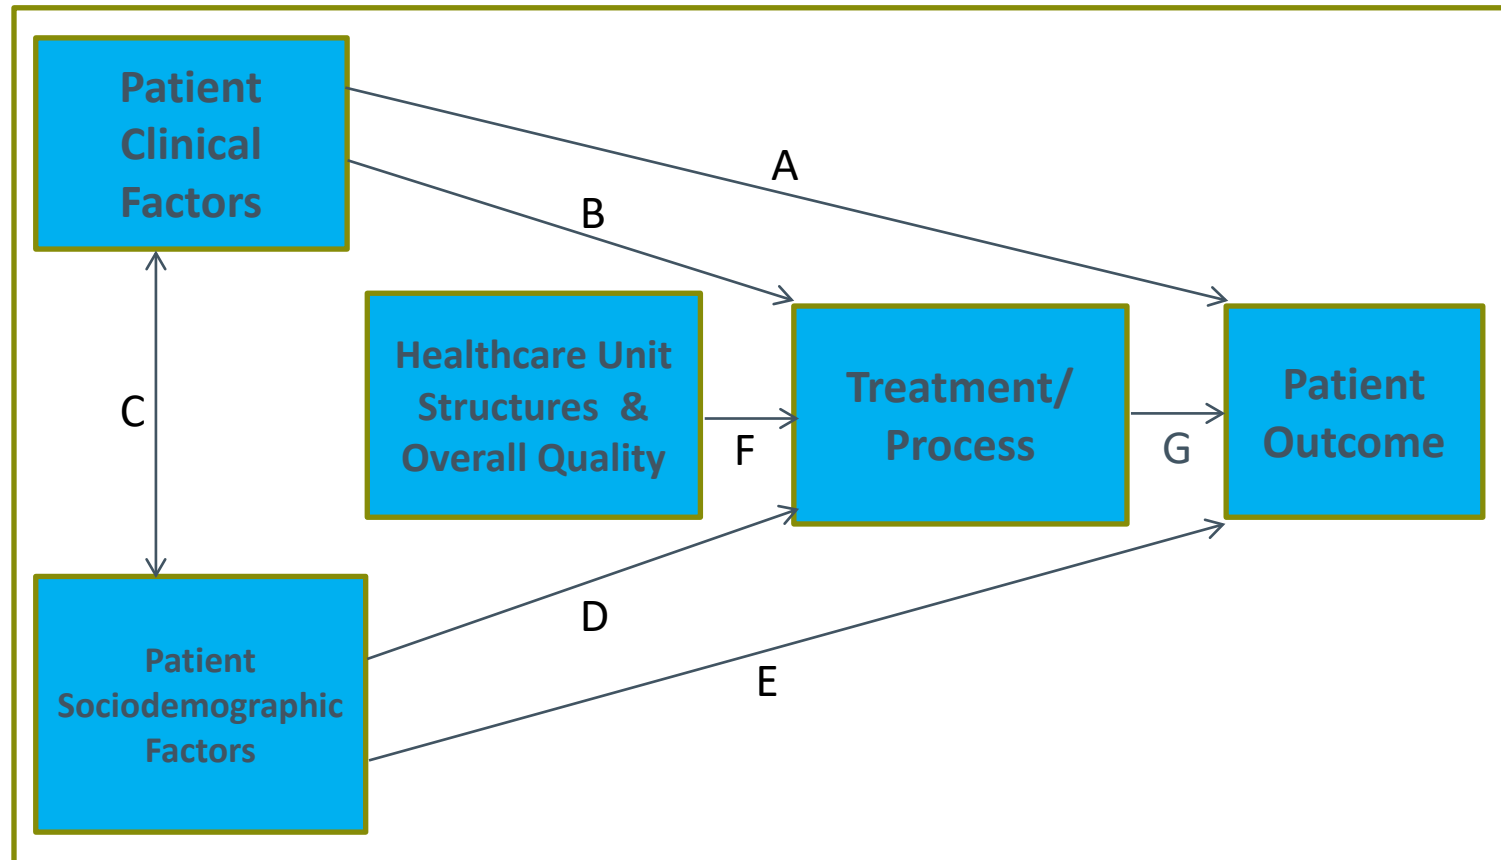 Patient
Clinical
Factors
A
B
Healthcare Unit
Structures &
Overall Quality
Treatment/
Process
Patient
Outcome
C
F
G
D
Patient
Sociodemographic
Factors
E